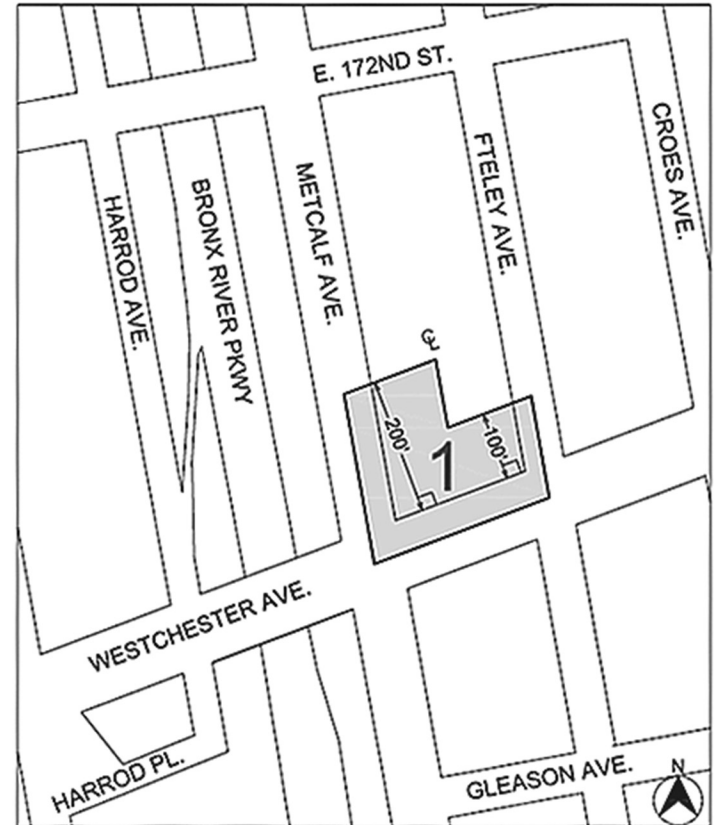 E. 172ND ST.
CROES AVE.
FTELEY AVE.
METCALF AVE.
BRONX RIVER PKWY
HARROD AVE.
℄
200'
100'
1
WESTCHESTER AVE.
HARROD PL.
GLEASON AVE.
N